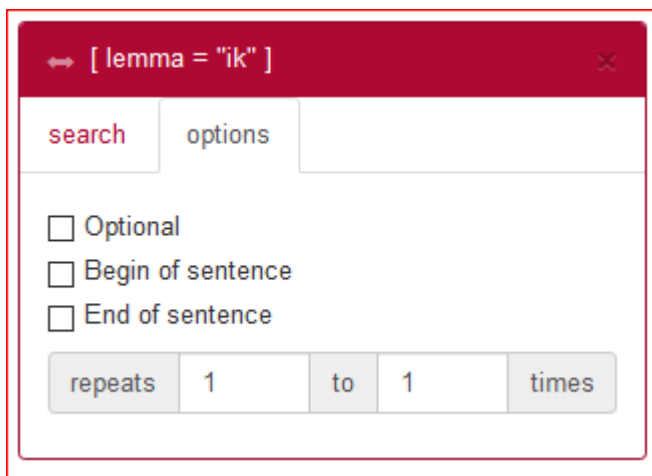 [ lemma = "ik" ]
search options
Optional
Begin of sentence
End of sentence
repeats 1 to 1 times